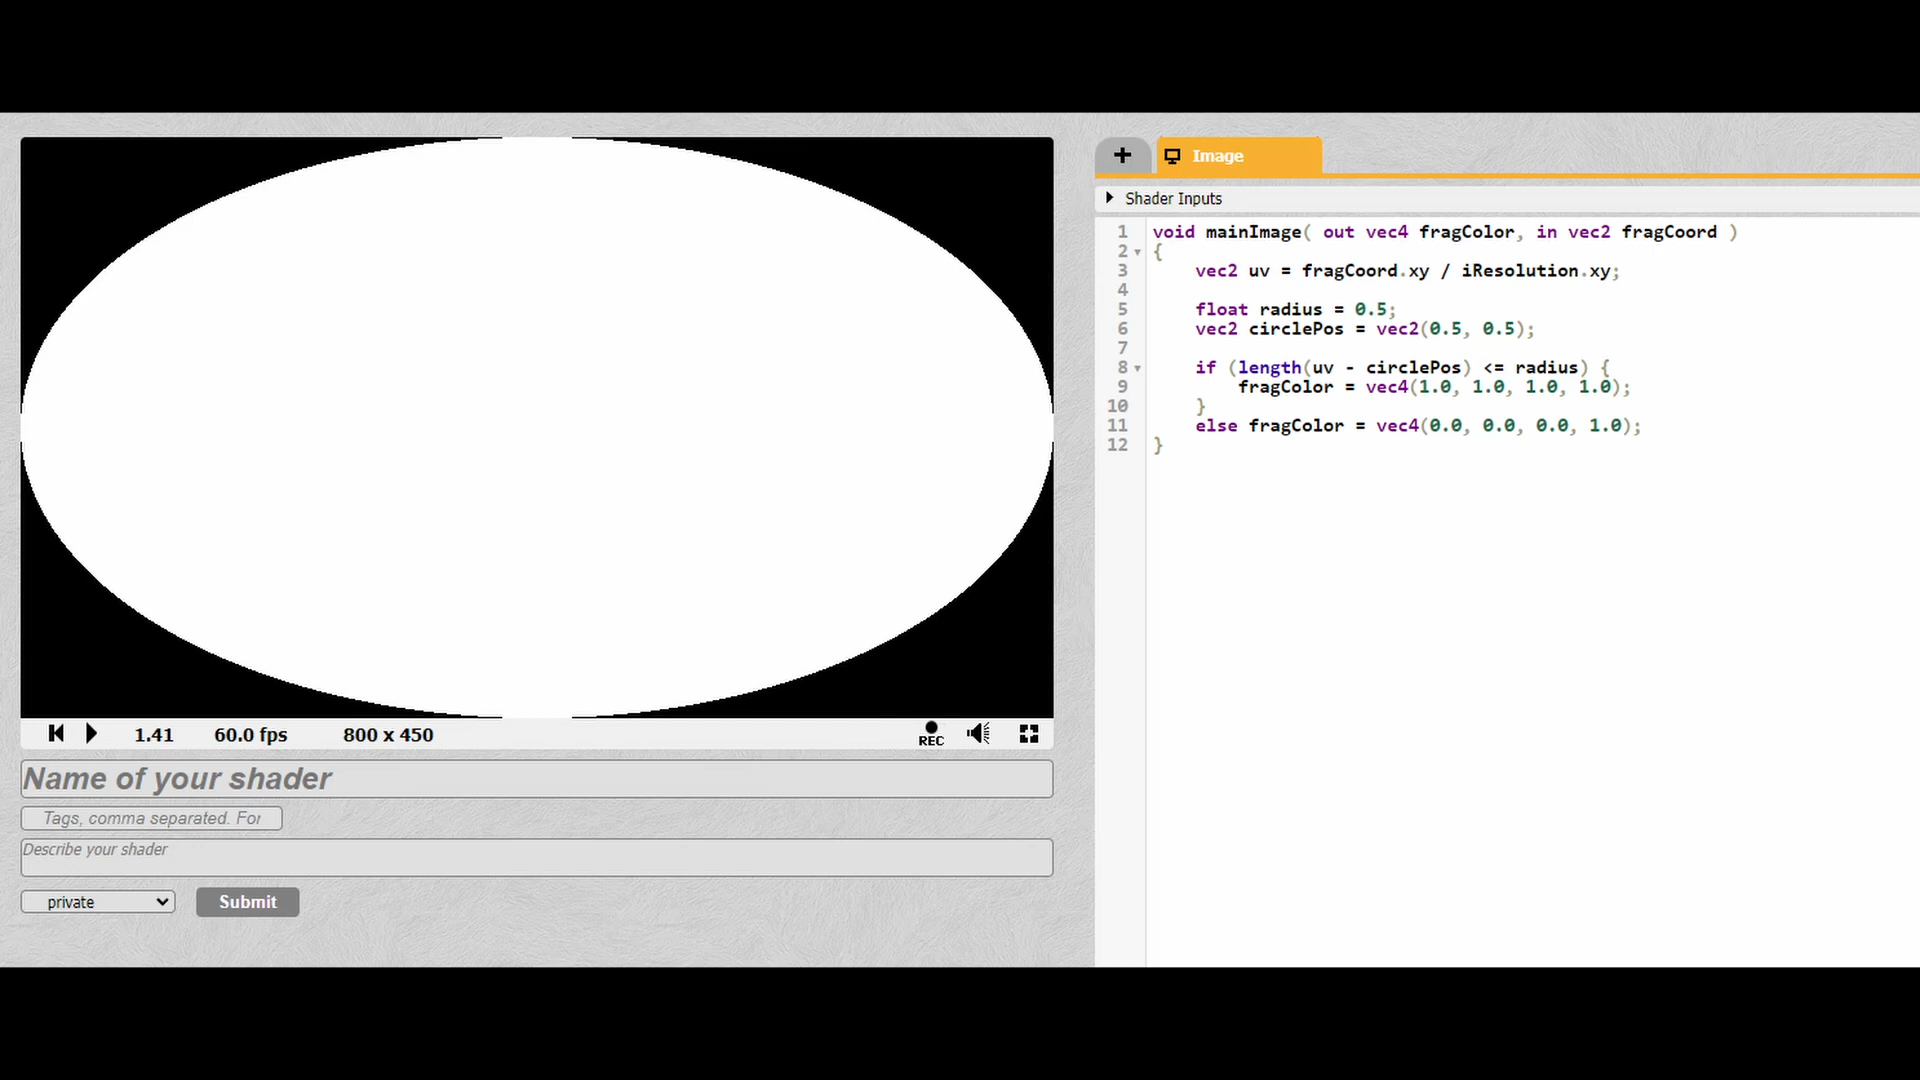 + Image
Shader Inputs
1 void mainImage( out vec4 fragColor, in vec2 fragCoord )
2 {
3     vec2 uv = fragCoord.xy / iResolution.xy;
4
5     float radius = 0.5;
6     vec2 circlePos = vec2(0.5, 0.5);
7
8     if (length(uv - circlePos) <= radius) {
9         fragColor = vec4(1.0, 1.0, 1.0, 1.0);
10     }
11     else fragColor = vec4(0.0, 0.0, 0.0, 1.0);
12 }
1.41 60.0 fps 800 x 450 REC
Name of your shader
Tags, comma separated. For
Describe your shader
private Submit